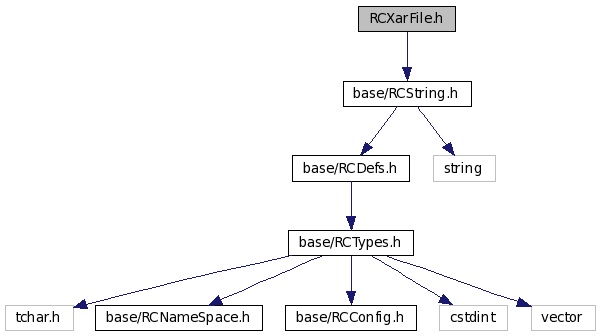 RCXarFile.h
base/RCString.h
base/RCDefs.h
string
base/RCTypes.h
tchar.h
base/RCNameSpace.h
base/RCConfig.h
cstdint
vector